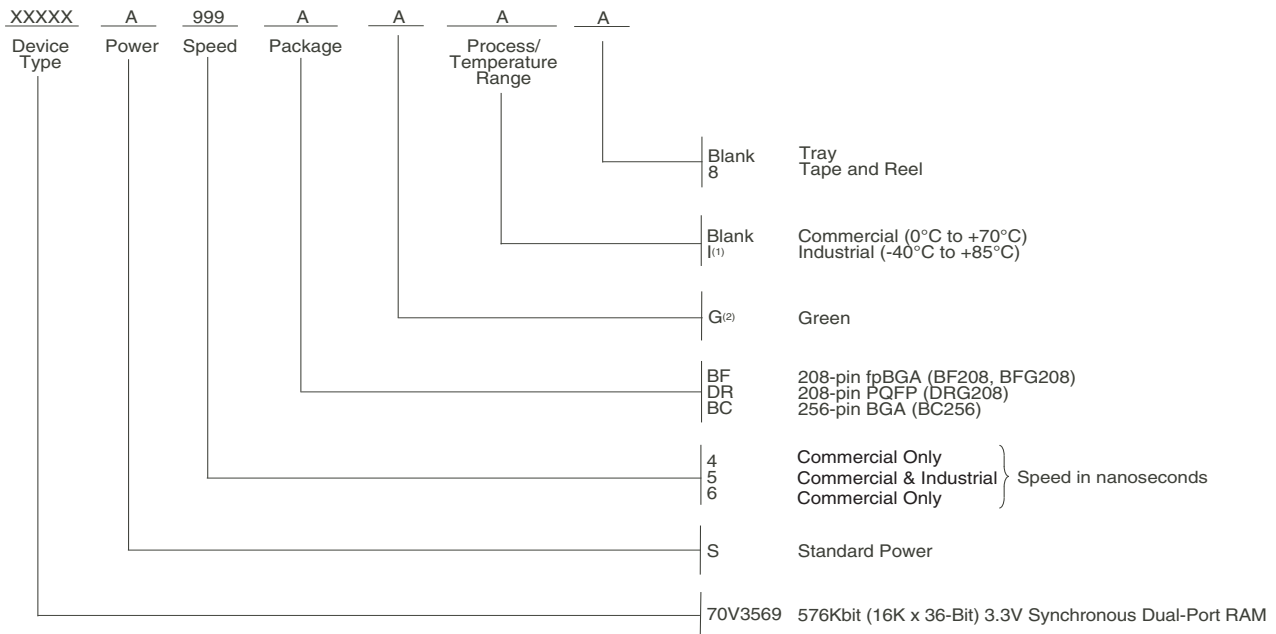 XXXXX A 999 A A A A
Device Type Power Speed Package Process/ Temperature Range
Blank Tray
8 Tape and Reel
Blank Commercial (0°C to +70°C)
I(1) Industrial (-40°C to +85°C)
G(2) Green
BF 208-pin fpBGA (BF208, BFG208)
DR 208-pin PQFP (DRG208)
BC 256-pin BGA (BC256)
4 Commercial Only
5 Commercial & Industrial Speed in nanoseconds
6 Commercial Only
S Standard Power
70V3569 576Kbit (16K x 36-Bit) 3.3V Synchronous Dual-Port RAM